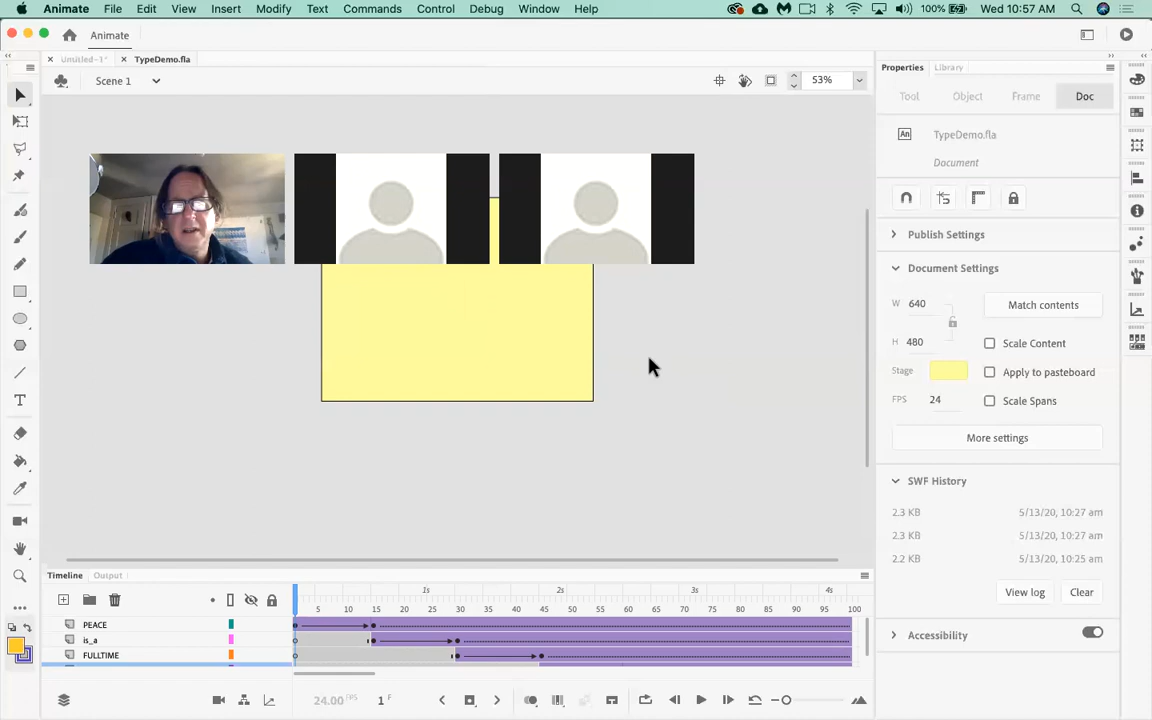 Animate File Edit View Insert Modify Text Commands Control Debug Window Help 100% Wed 10:57 AM
Animate
Untitled-1* TypeDemo.fla
Scene 1 53%
Properties Library
Tool Object Frame Doc
An TypeDemo.fla
Document
Publish Settings
Document Settings
W 640 Match contents
H 480 Scale Content
Stage Apply to pasteboard
FPS 24 Scale Spans
More settings
SWF History
2.3 KB 5/13/20, 10:27 am
2.3 KB 5/13/20, 10:27 am
2.2 KB 5/13/20, 10:25 am
View log Clear
Accessibility
Timeline Output
1s 2s 3s 4s
5 10 15 20 25 30 35 40 45 50 55 60 65 70 75 80 85 90 95 100
PEACE
is_a
FULLTIME
24.00 FPS 1 F